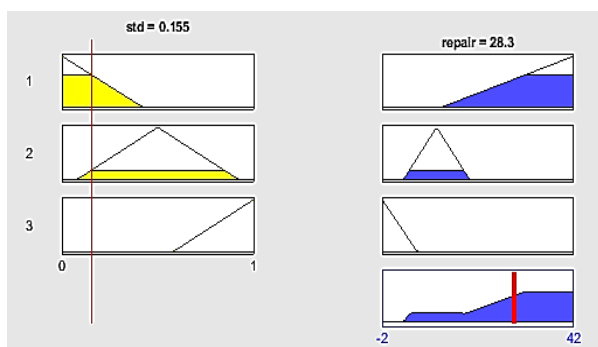 std = 0.155
repair = 28.3
1
2
3
0 1
-2 42